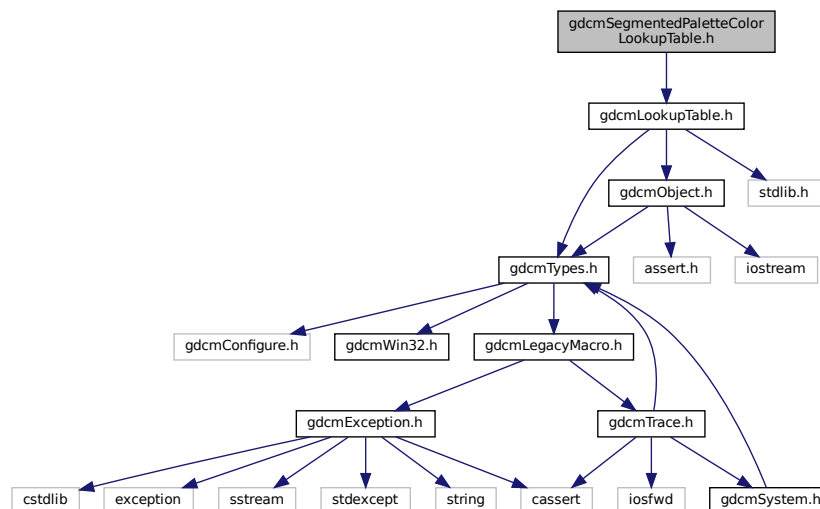 gdcmSegmentedPaletteColor
LookupTable.h
gdcmLookupTable.h
gdcmObject.h
stdlib.h
gdcmTypes.h
assert.h
iostream
gdcmConfigure.h
gdcmWin32.h
gdcmLegacyMacro.h
gdcmException.h
gdcmTrace.h
cstdlib
exception
sstream
stdexcept
string
cassert
iosfwd
gdcmSystem.h